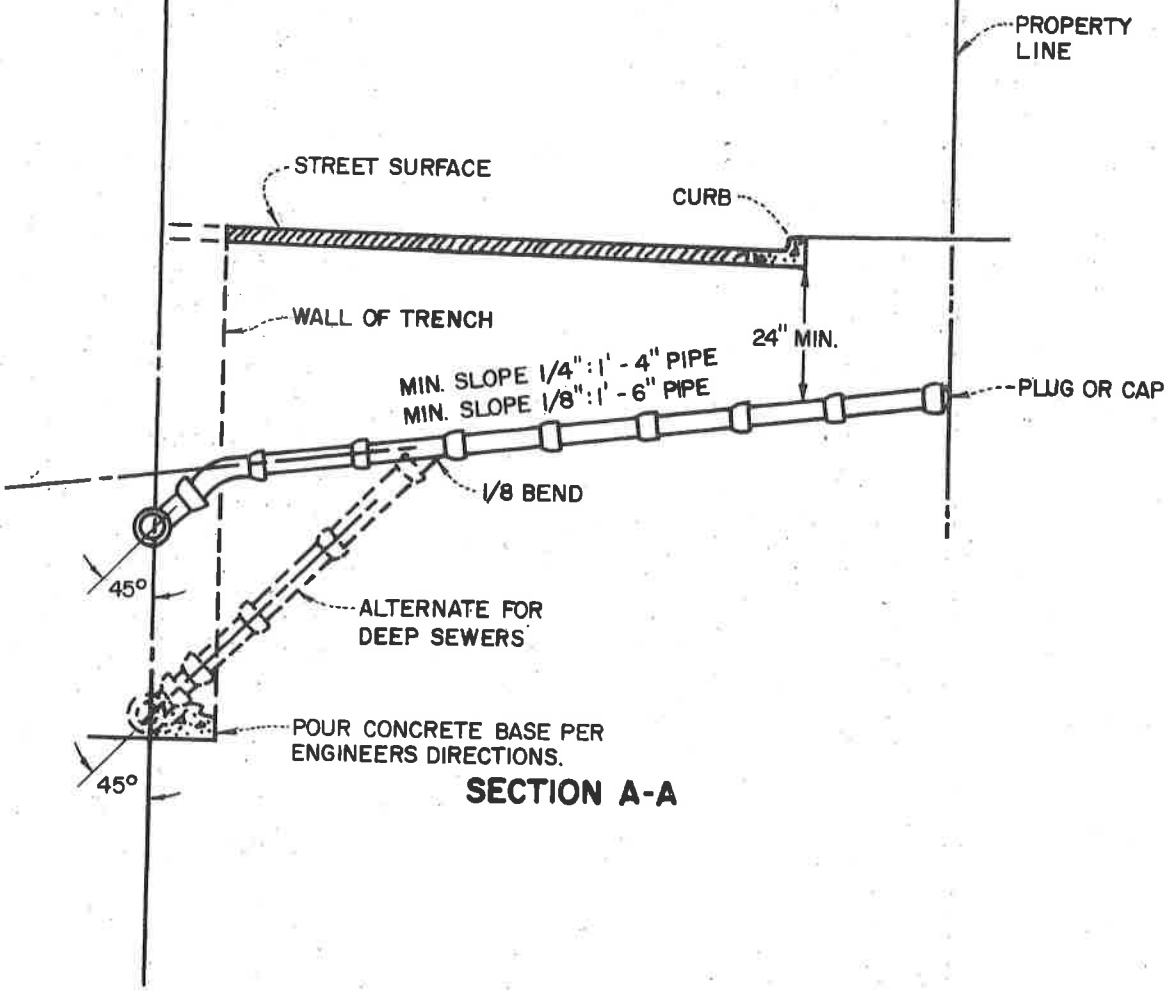 PROPERTY
LINE
STREET SURFACE
CURB
WALL OF TRENCH
24" MIN.
MIN. SLOPE 1/4":1' - 4" PIPE
MIN. SLOPE 1/8":1' - 6" PIPE
PLUG OR CAP
1/8 BEND
45°
ALTERNATE FOR
DEEP SEWERS
POUR CONCRETE BASE PER
ENGINEERS DIRECTIONS.
45°
SECTION A-A